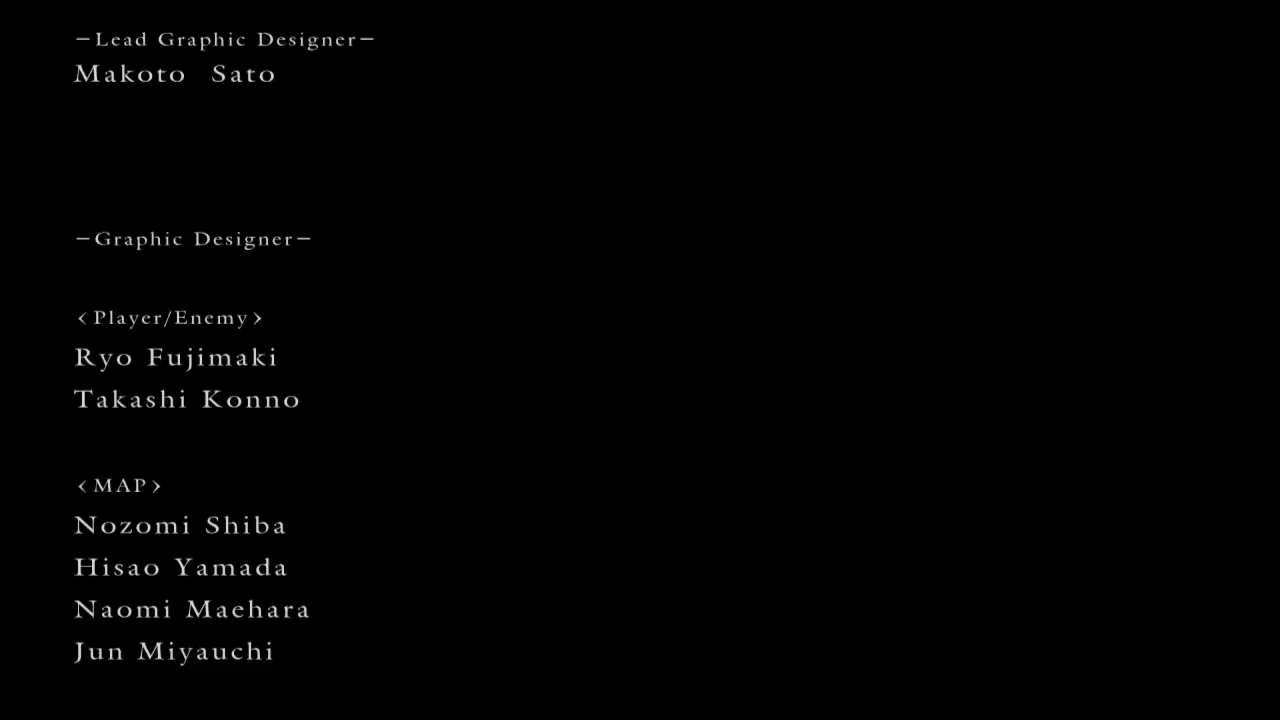 －Lead Graphic Designer－
Makoto Sato
－Graphic Designer－
〈Player/Enemy〉
Ryo Fujimaki
Takashi Konno
〈MAP〉
Nozomi Shiba
Hisao Yamada
Naomi Maehara
Jun Miyauchi